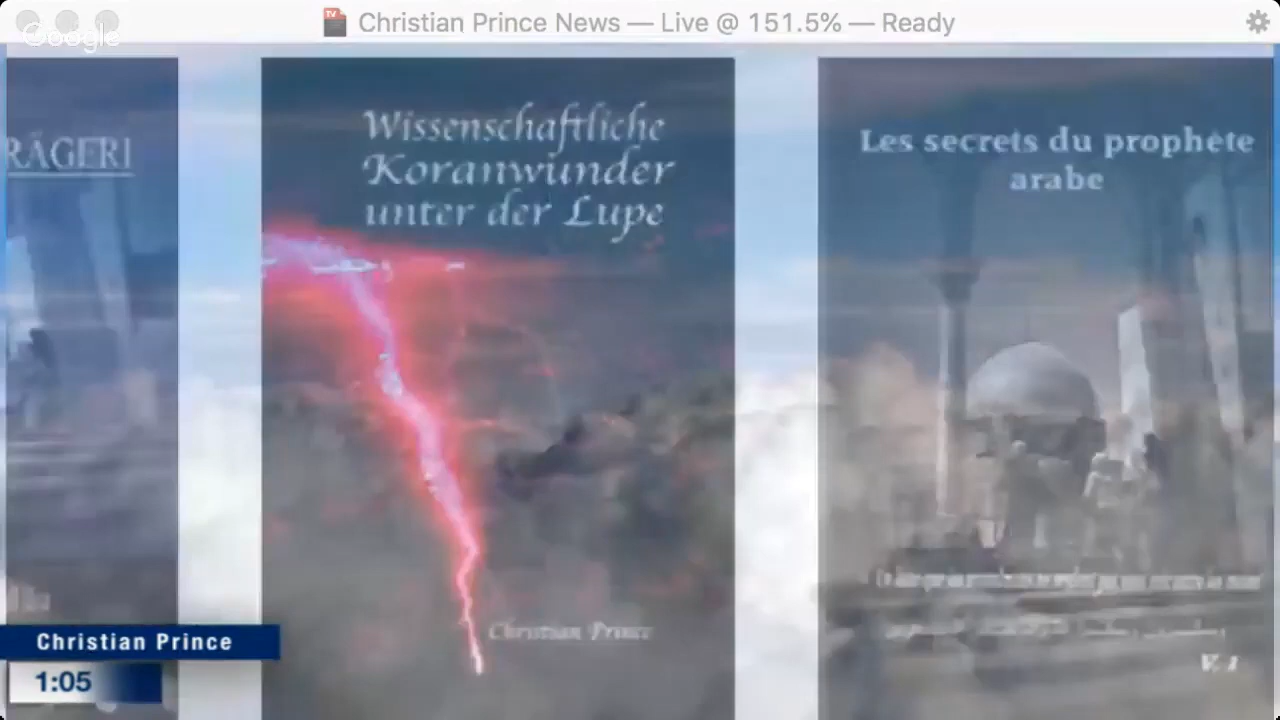 Christian Prince News — Live @ 151.5% — Ready
Google
RÄGERI
Wissenschaftliche
Koranwunder
unter der Lupe
Christian Prince
Les secrets du prophète
arabe
V. 1
Christian Prince
1:05